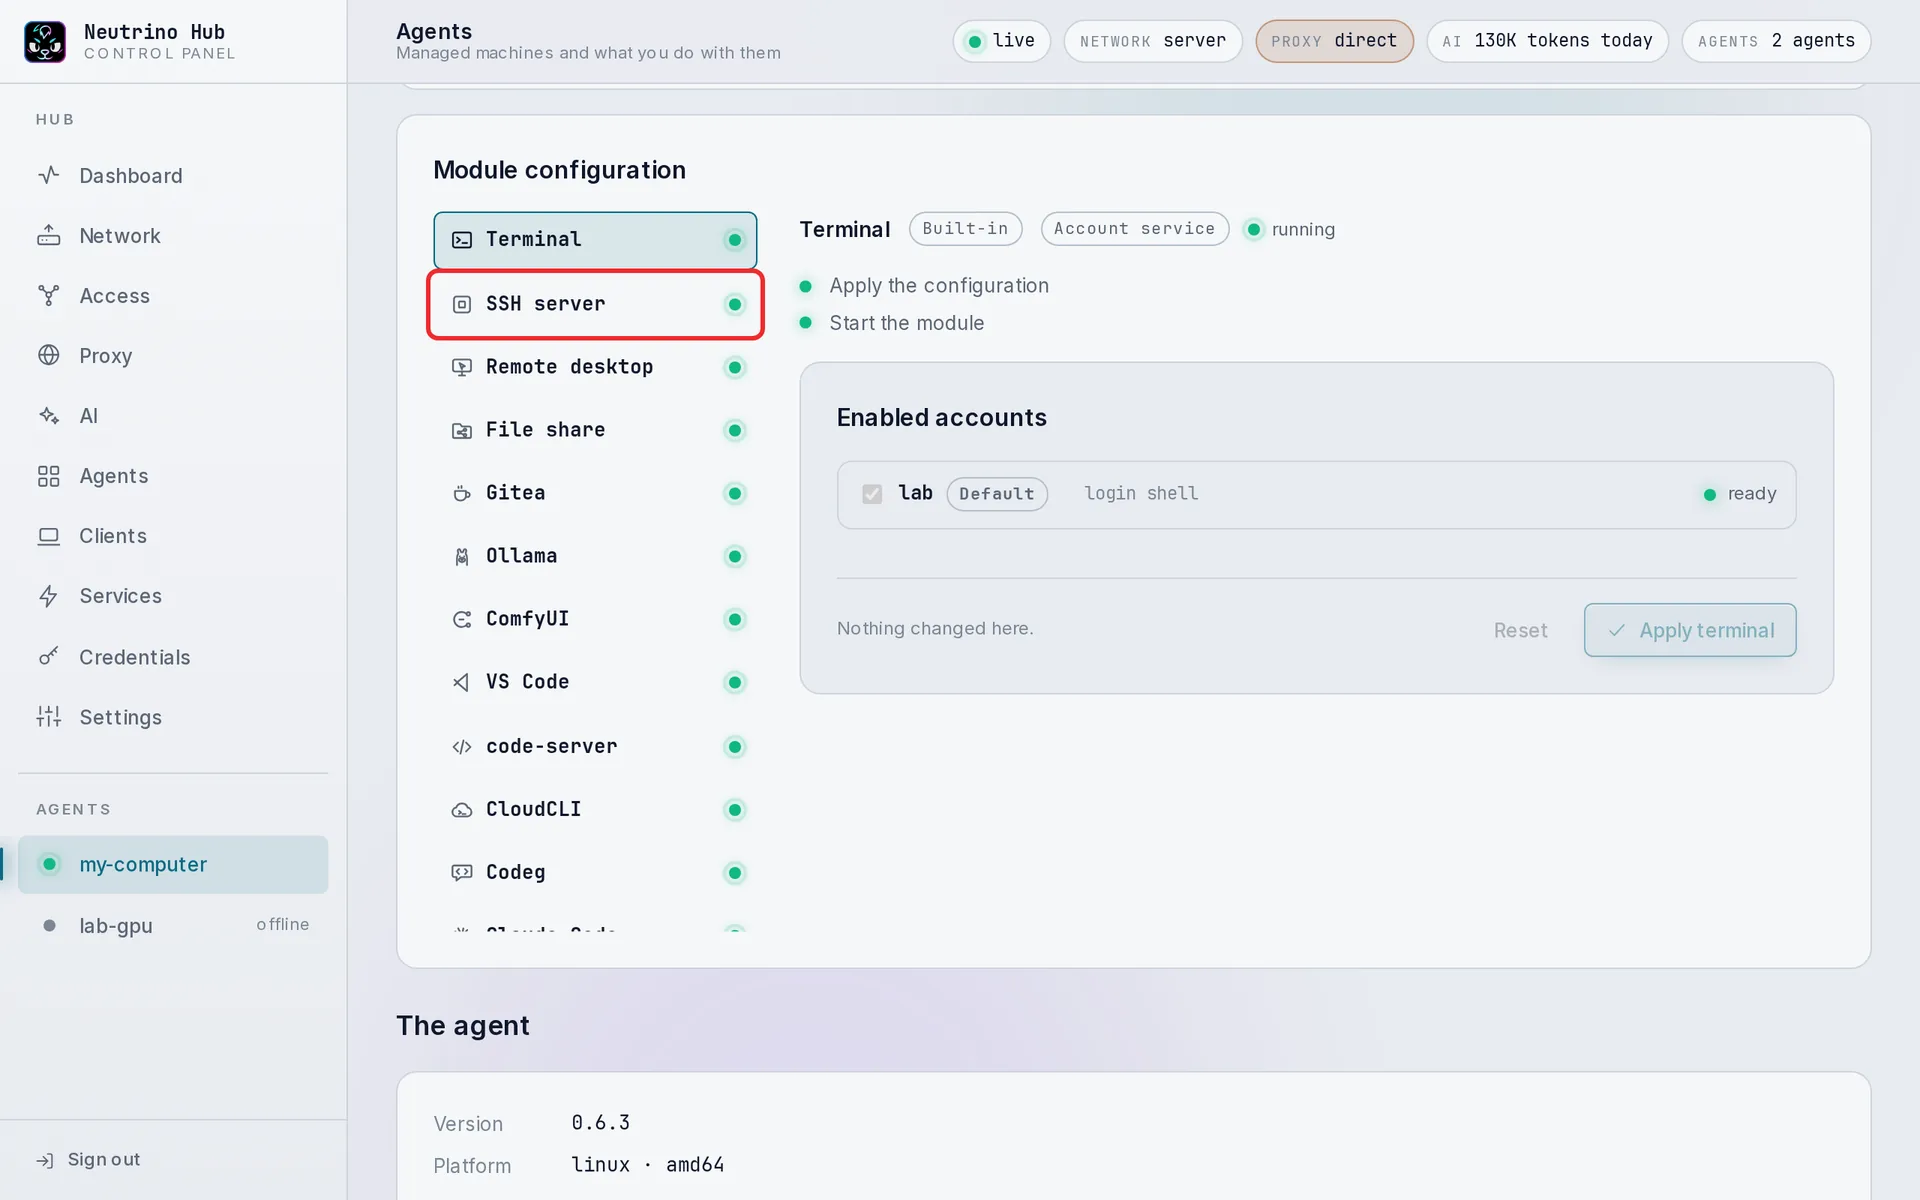 Neutrino Hub
CONTROL PANEL
Agents
Managed machines and what you do with them
live
NETWORK server
PROXY direct
AI 130K tokens today
AGENTS 2 agents
HUB
Dashboard
Network
Access
Proxy
AI
Agents
Clients
Services
Credentials
Settings
AGENTS
my-computer
lab-gpu offline
Sign out
Module configuration
Terminal
SSH server
Remote desktop
File share
Gitea
Ollama
ComfyUI
VS Code
code-server
CloudCLI
Codeg
Terminal Built-in Account service running
Apply the configuration
Start the module
Enabled accounts
lab Default login shell ready
Nothing changed here.
Reset
Apply terminal
The agent
Version 0.6.3
Platform linux · amd64